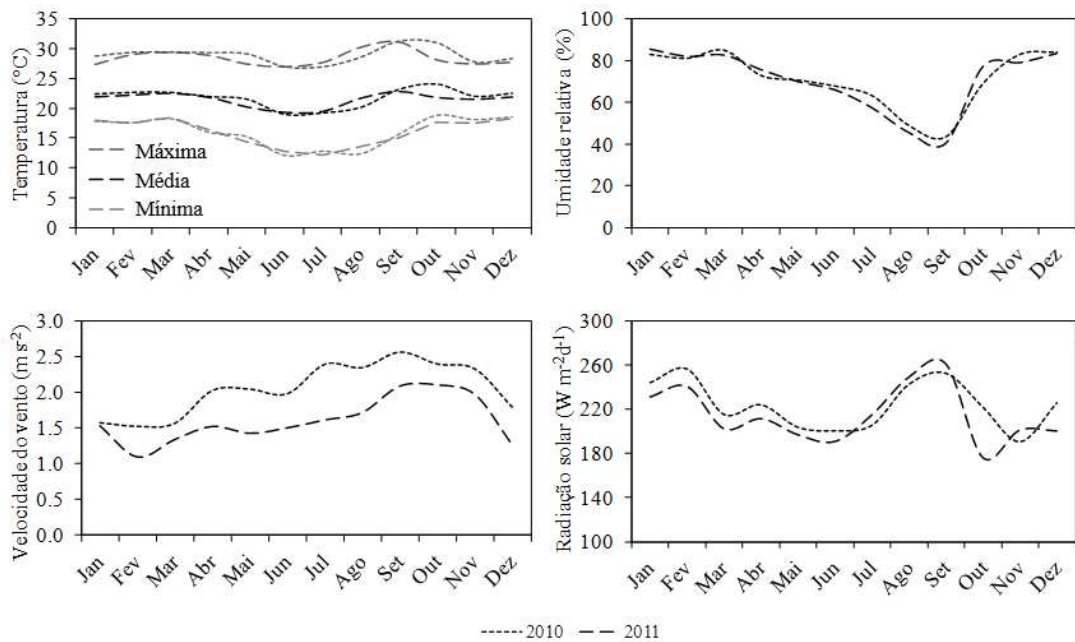 Temperatura (°C)
35
30
25
20
15
10
5
0
Máxima
Média
Mínima
Jan
Fev
Mar
Abr
Mai
Jun
Jul
Ago
Set
Out
Nov
Dez
Umidade relativa (%)
100
80
60
40
20
0
Jan
Fev
Mar
Abr
Mai
Jun
Jul
Ago
Set
Out
Nov
Dez
Velocidade do vento (m s-2)
3.0
2.5
2.0
1.5
1.0
0.5
0.0
Jan
Fev
Mar
Abr
Mai
Jun
Jul
Ago
Set
Out
Nov
Dez
Radiação solar (W m-2d-1)
300
260
220
180
140
100
Jan
Fev
Mar
Abr
Mai
Jun
Jul
Ago
Set
Out
Nov
Dez
2010
2011